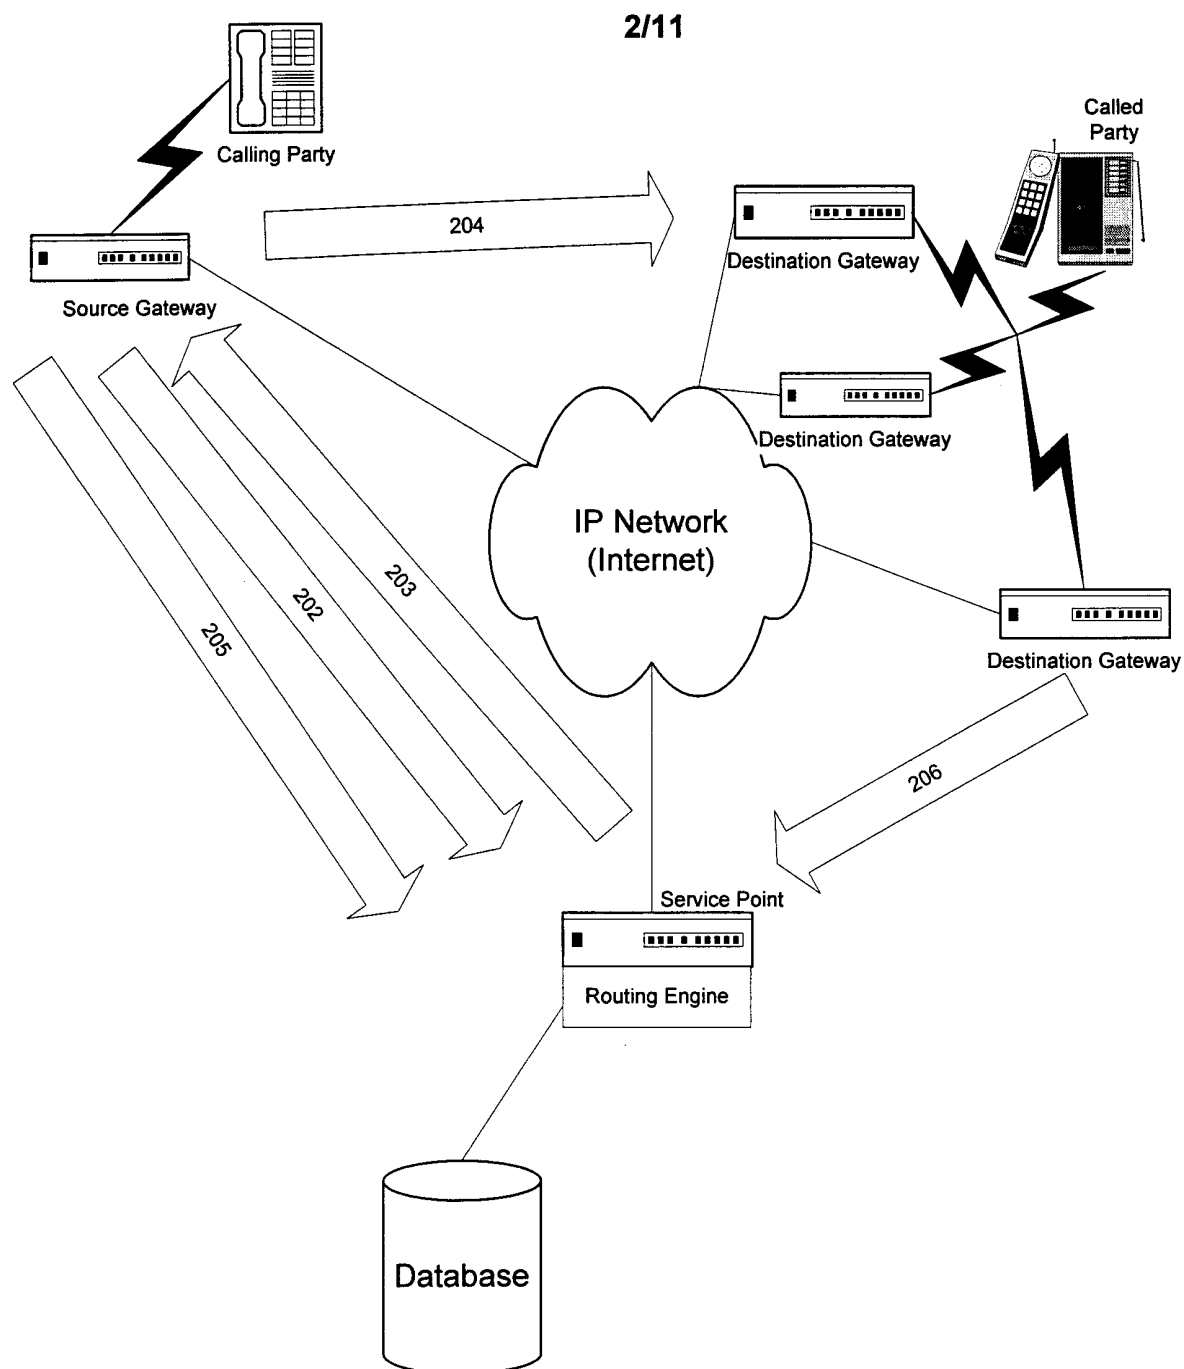 2/11
Calling Party
Called
Party
204
Destination Gateway
Source Gateway
Destination Gateway
IP Network
(Internet)
203
202
205
Destination Gateway
206
Service Point
Routing Engine
Database